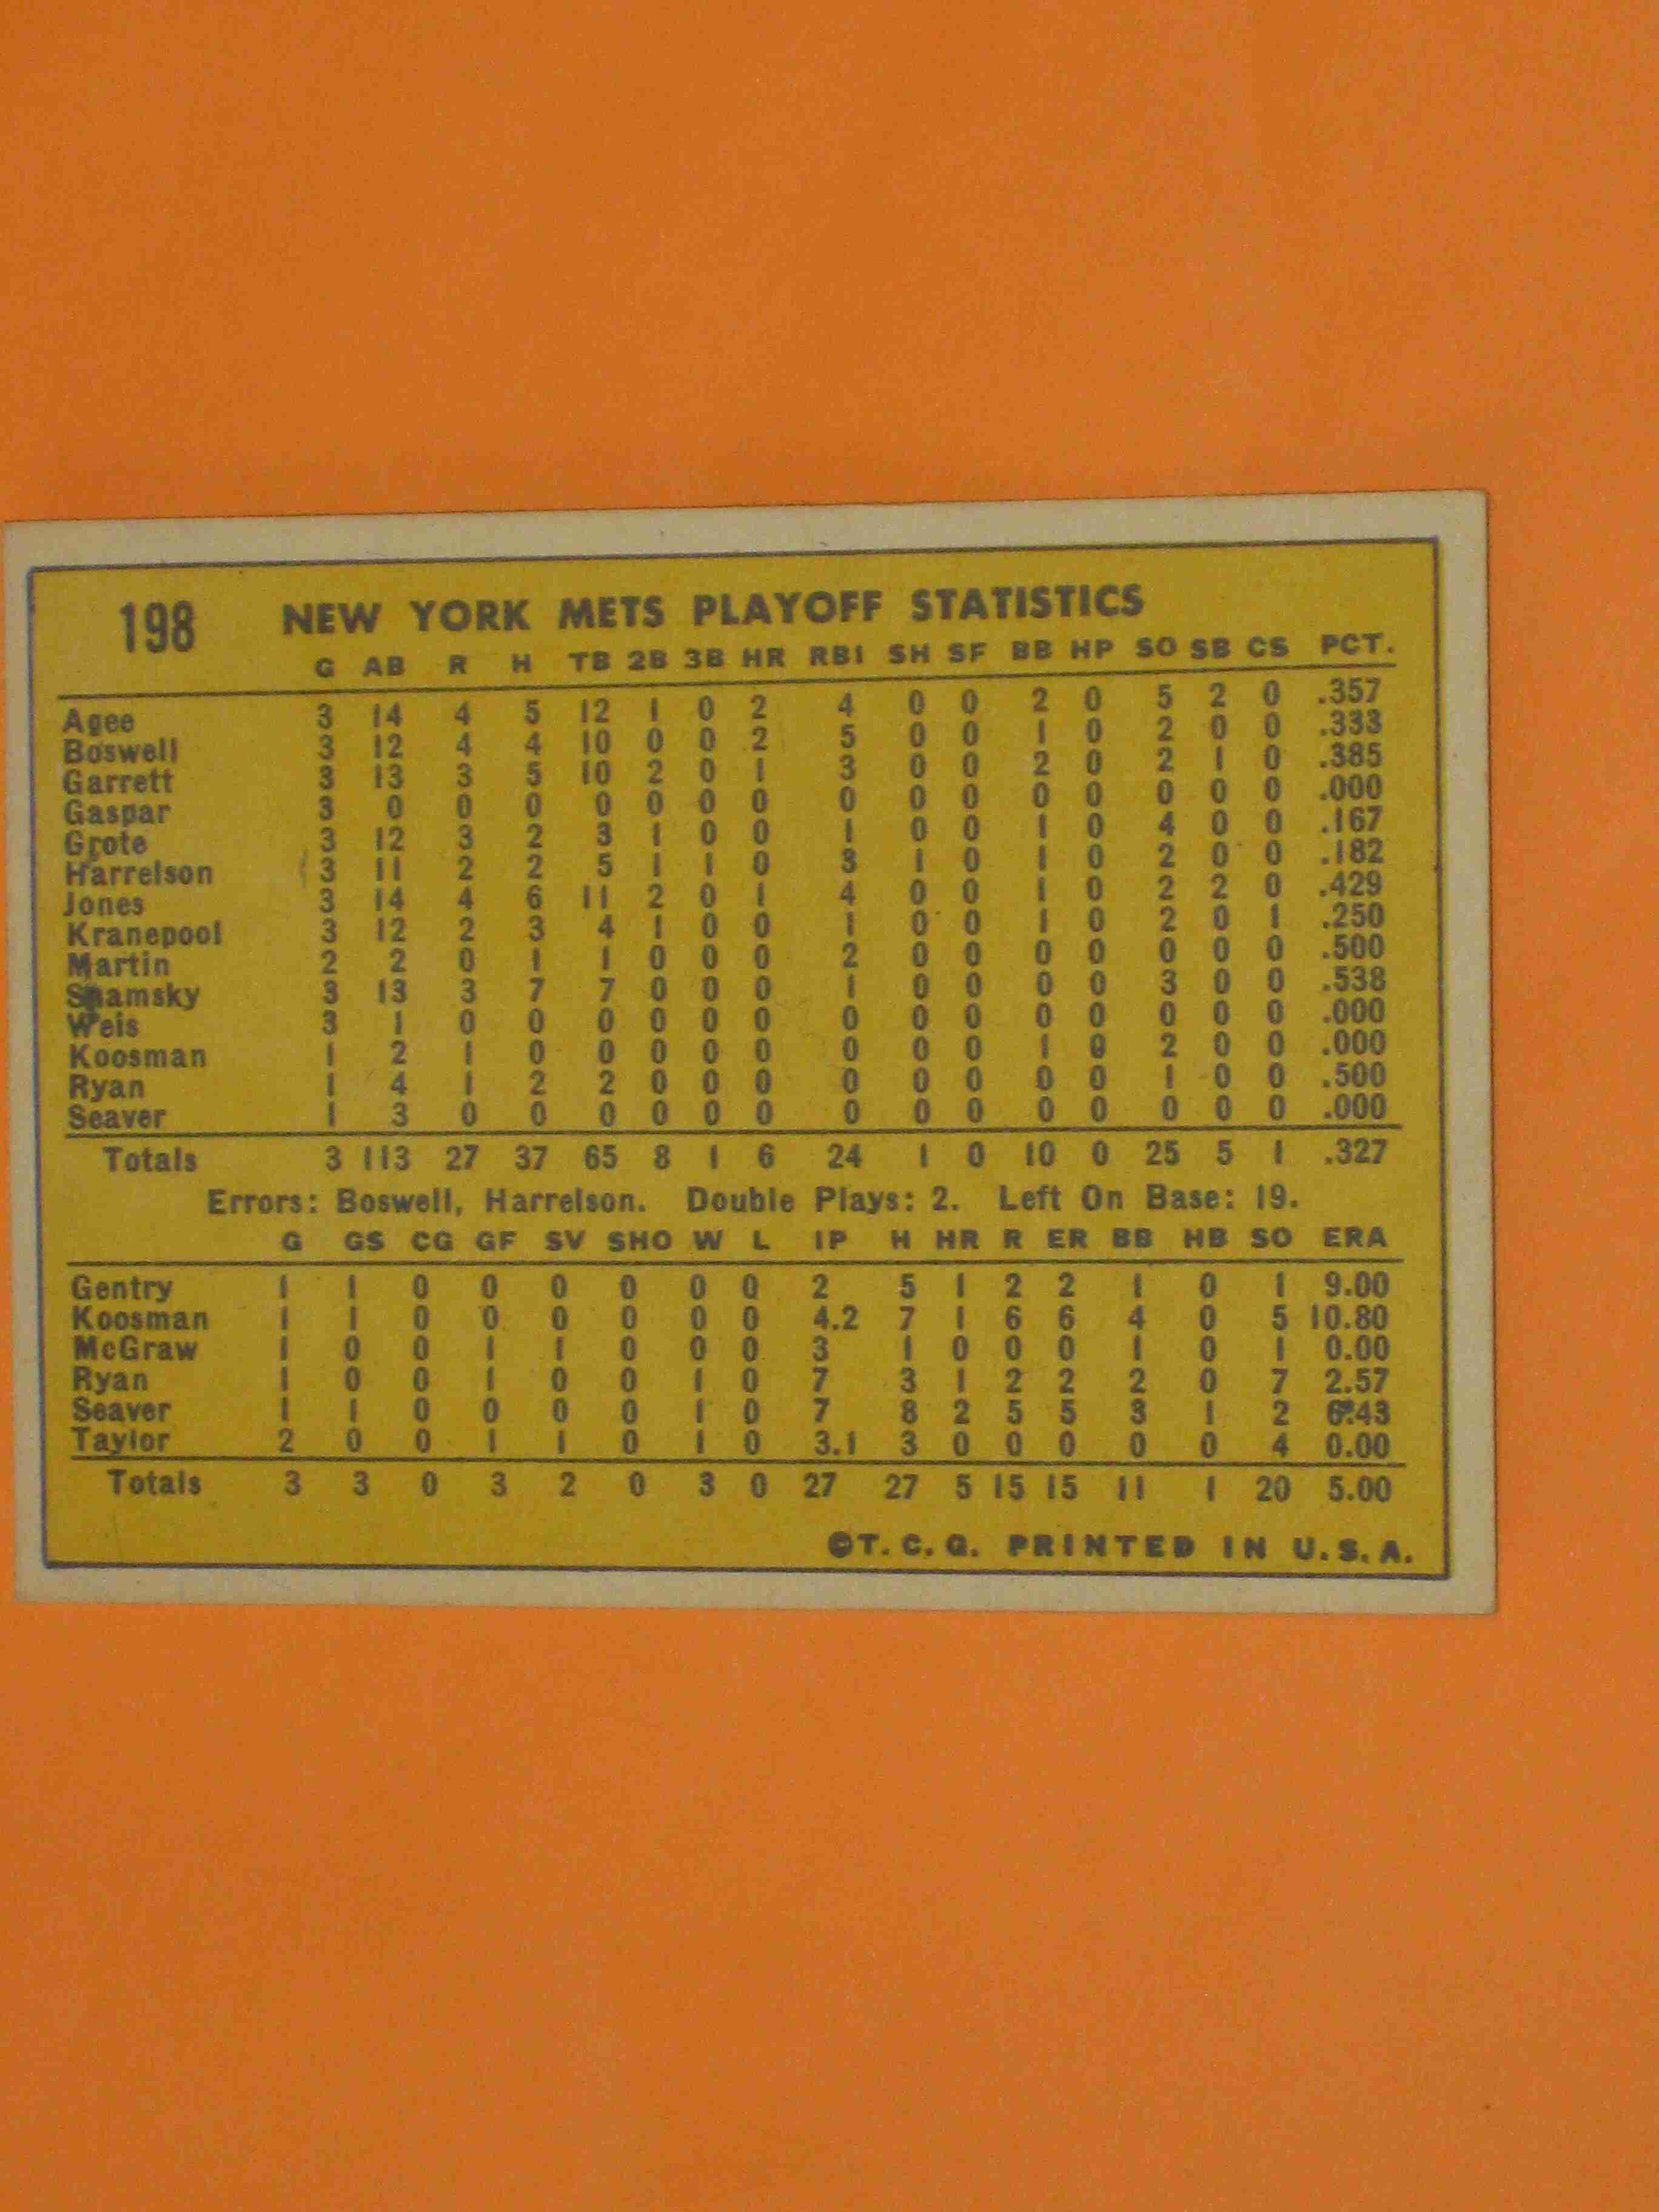 198 NEW YORK METS PLAYOFF STATISTICS
G AB R H TB 2B 3B HR RBI SH SF BB HP SO SB CS PCT.
Agee 3 14 4 5 12 1 0 2 4 0 0 2 0 5 2 0 .357
Boswell 3 12 4 4 10 0 0 2 5 0 0 1 0 2 0 0 .333
Garrett 3 13 3 5 10 2 0 1 3 0 0 2 0 2 1 0 .385
Gaspar 3 0 0 0 0 0 0 0 0 0 0 0 0 0 0 0 .000
Grote 3 12 3 2 3 1 0 0 1 0 0 1 0 4 0 0 .167
Harrelson 3 11 2 2 5 1 1 0 3 1 0 1 0 2 0 0 .182
Jones 3 14 4 6 11 2 0 1 4 0 0 1 0 2 2 0 .429
Kranepool 3 12 2 3 4 1 0 0 1 0 0 1 0 2 0 1 .250
Martin 2 2 0 1 1 0 0 0 2 0 0 0 0 0 0 0 .500
Shamsky 3 13 3 7 7 0 0 0 1 0 0 0 0 3 0 0 .538
Weis 3 1 0 0 0 0 0 0 0 0 0 0 0 0 0 0 .000
Koosman 1 2 1 0 0 0 0 0 0 0 0 1 0 2 0 0 .000
Ryan 1 4 1 2 2 0 0 0 0 0 0 0 0 1 0 0 .500
Seaver 1 3 0 0 0 0 0 0 0 0 0 0 0 0 0 0 .000
Totals 3 113 27 37 65 8 1 6 24 1 0 10 0 25 5 1 .327
Errors: Boswell, Harrelson. Double Plays: 2. Left On Base: 19.
G GS CG GF SV SHO W L IP H HR R ER BB HB SO ERA
Gentry 1 1 0 0 0 0 0 0 2 5 1 2 2 1 0 1 9.00
Koosman 1 1 0 0 0 0 0 0 4.2 7 1 6 6 4 0 5 10.80
McGraw 1 0 0 1 1 0 0 0 3 1 0 0 0 1 0 1 0.00
Ryan 1 0 0 1 0 0 1 0 7 3 1 2 2 2 0 7 2.57
Seaver 1 1 0 0 0 0 1 0 7 8 2 5 5 3 1 2 6.43
Taylor 2 0 0 1 1 0 1 0 3.1 3 0 0 0 0 0 4 0.00
Totals 3 3 0 3 2 0 3 0 27 27 5 15 15 11 1 20 5.00
©T.C.G. PRINTED IN U.S.A.